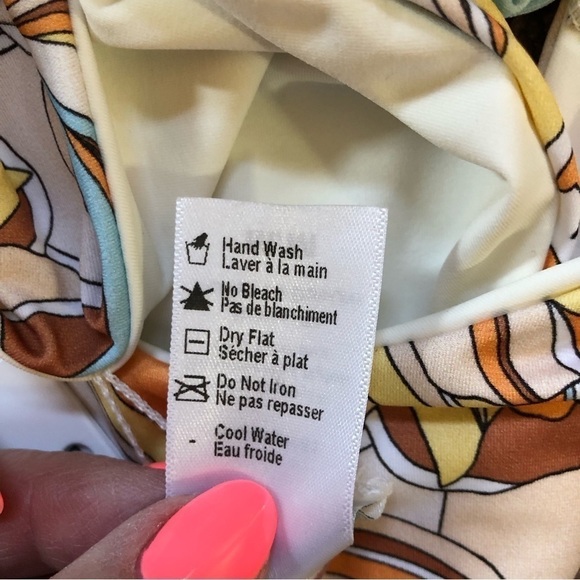 Hand Wash
Laver à la main
No Bleach
Pas de blanchiment
Dry Flat
Sécher à plat
Do Not Iron
Ne pas repasser
- Cool Water
Eau froide